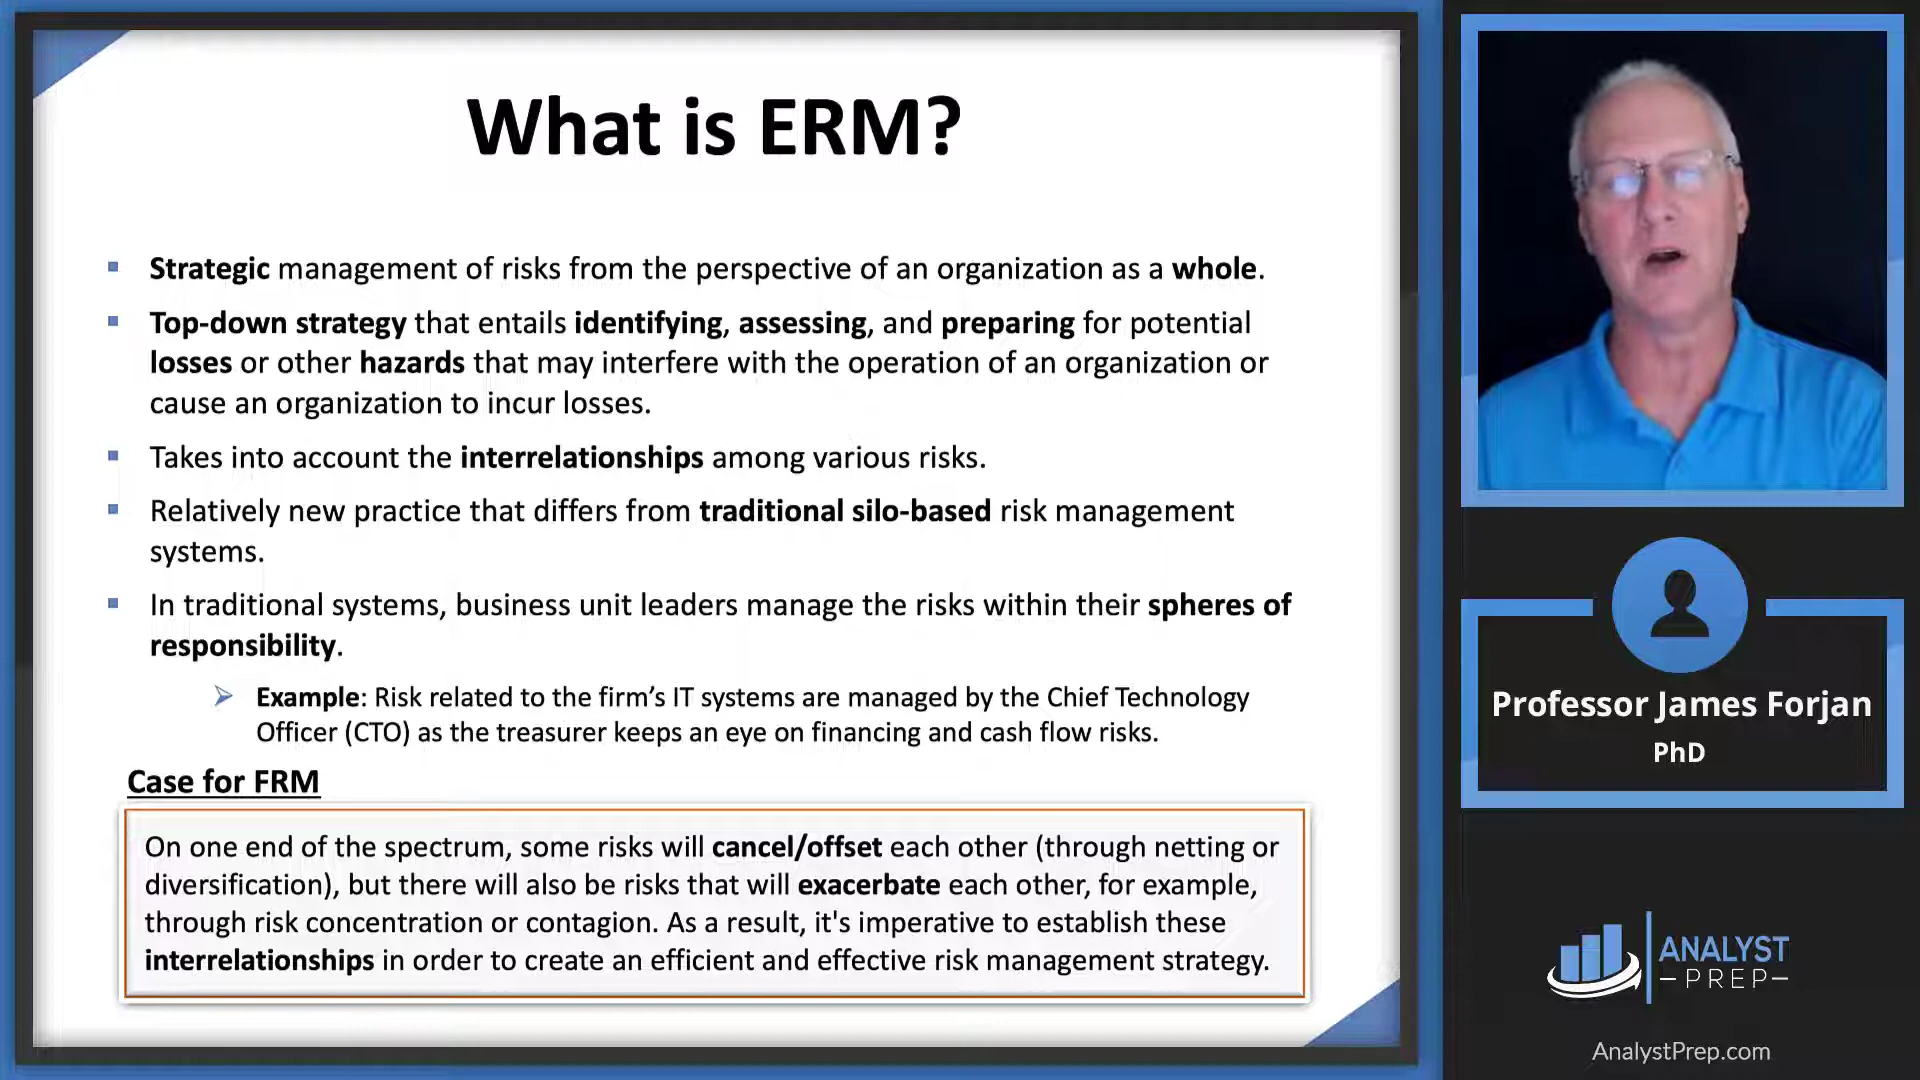 What is ERM?
Strategic management of risks from the perspective of an organization as a whole.
Top-down strategy that entails identifying, assessing, and preparing for potential
losses or other hazards that may interfere with the operation of an organization or
cause an organization to incur losses.
Takes into account the interrelationships among various risks.
Relatively new practice that differs from traditional silo-based risk management
systems.
In traditional systems, business unit leaders manage the risks within their spheres of
responsibility.
Example: Risk related to the firm’s IT systems are managed by the Chief Technology
Officer (CTO) as the treasurer keeps an eye on financing and cash flow risks.
Case for FRM
On one end of the spectrum, some risks will cancel/offset each other (through netting or
diversification), but there will also be risks that will exacerbate each other, for example,
through risk concentration or contagion. As a result, it's imperative to establish these
interrelationships in order to create an efficient and effective risk management strategy.
Professor James Forjan
PhD
ANALYST
PREP
AnalystPrep.com